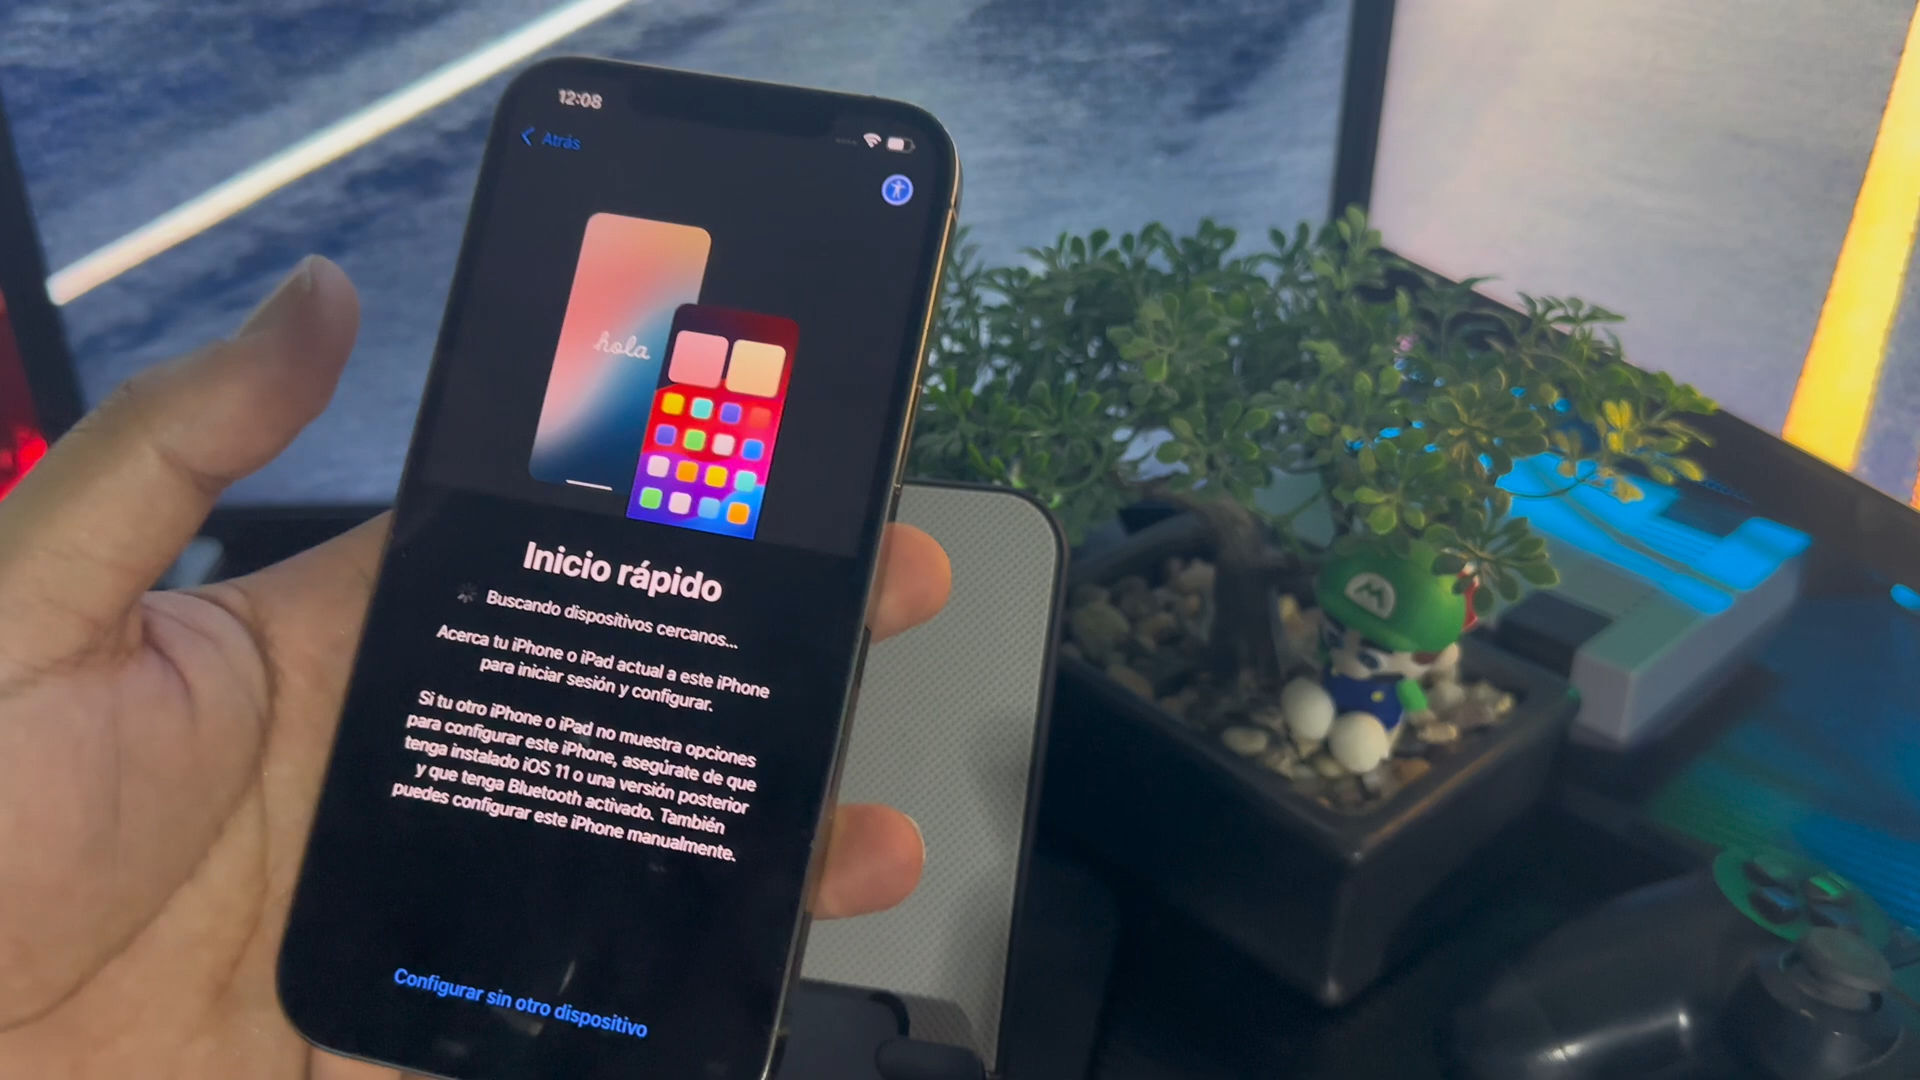 12:08
Atrás
hola
Inicio rápido
Buscando dispositivos cercanos...
Acerca tu iPhone o iPad actual a este iPhone
para iniciar sesión y configurar.
Si tu otro iPhone o iPad no muestra opciones
para configurar este iPhone, asegúrate de que
tenga instalado iOS 11 o una versión posterior
y que tenga Bluetooth activado. También
puedes configurar este iPhone manualmente.
Configurar sin otro dispositivo
M